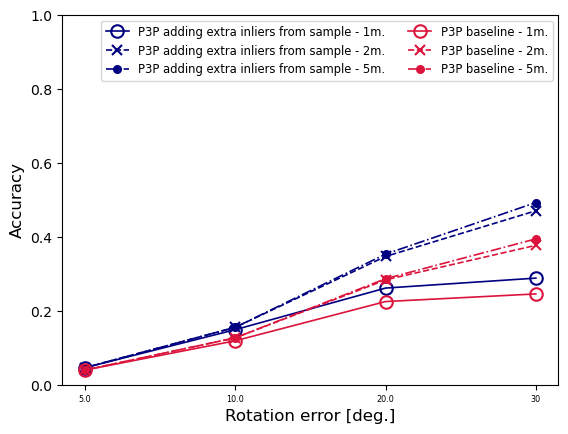 P3P adding extra inliers from sample - 1m.
P3P adding extra inliers from sample - 2m.
P3P adding extra inliers from sample - 5m.
P3P baseline - 1m.
P3P baseline - 2m.
P3P baseline - 5m.
1.0
0.8
0.6
0.4
0.2
0.0
Accuracy
5.0 10.0 20.0 30
Rotation error [deg.]